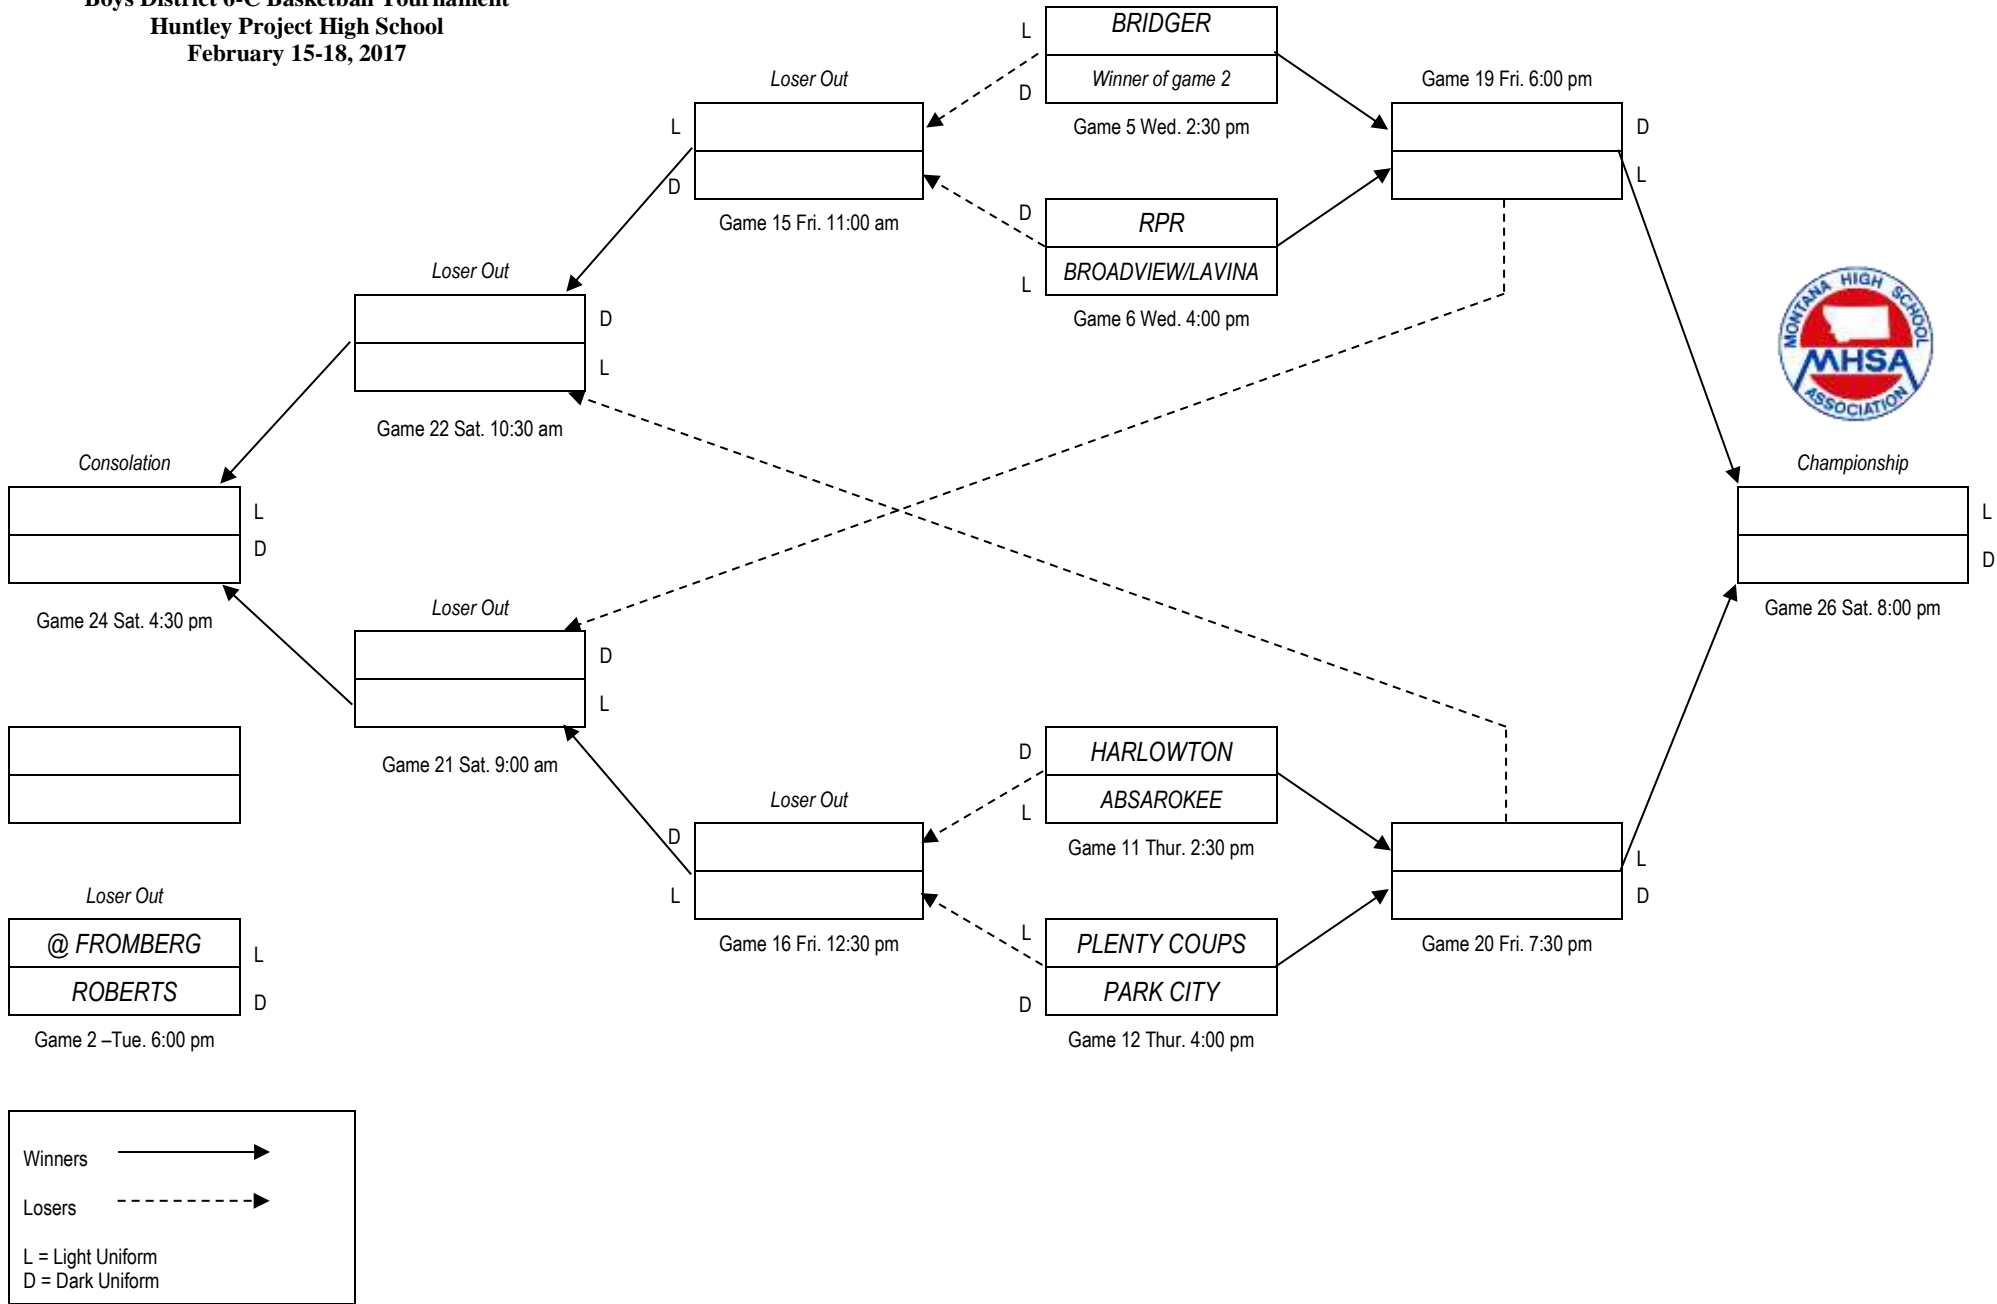 Boys District 6-C Basketball Tournament
Huntley Project High School
February 15-18, 2017
L
BRIDGER
D
Winner of game 2
Game 5 Wed. 2:30 pm
Loser Out
L
D
Game 15 Fri. 11:00 am
Game 19 Fri. 6:00 pm
D
L
D
RPR
L
BROADVIEW/LAVINA
Game 6 Wed. 4:00 pm
Loser Out
D
L
Game 22 Sat. 10:30 am
MONTANA HIGH SCHOOL
MHSA
ASSOCIATION
Consolation
L
D
Game 24 Sat. 4:30 pm
Championship
L
D
Game 26 Sat. 8:00 pm
Loser Out
D
L
Game 21 Sat. 9:00 am
D
HARLOWTON
L
ABSAROKEE
Game 11 Thur. 2:30 pm
Loser Out
D
L
Game 16 Fri. 12:30 pm
L
D
Game 20 Fri. 7:30 pm
L
PLENTY COUPS
D
PARK CITY
Game 12 Thur. 4:00 pm
Loser Out
@ FROMBERG
L
ROBERTS
D
Game 2 –Tue. 6:00 pm
Winners
Losers
L = Light Uniform
D = Dark Uniform